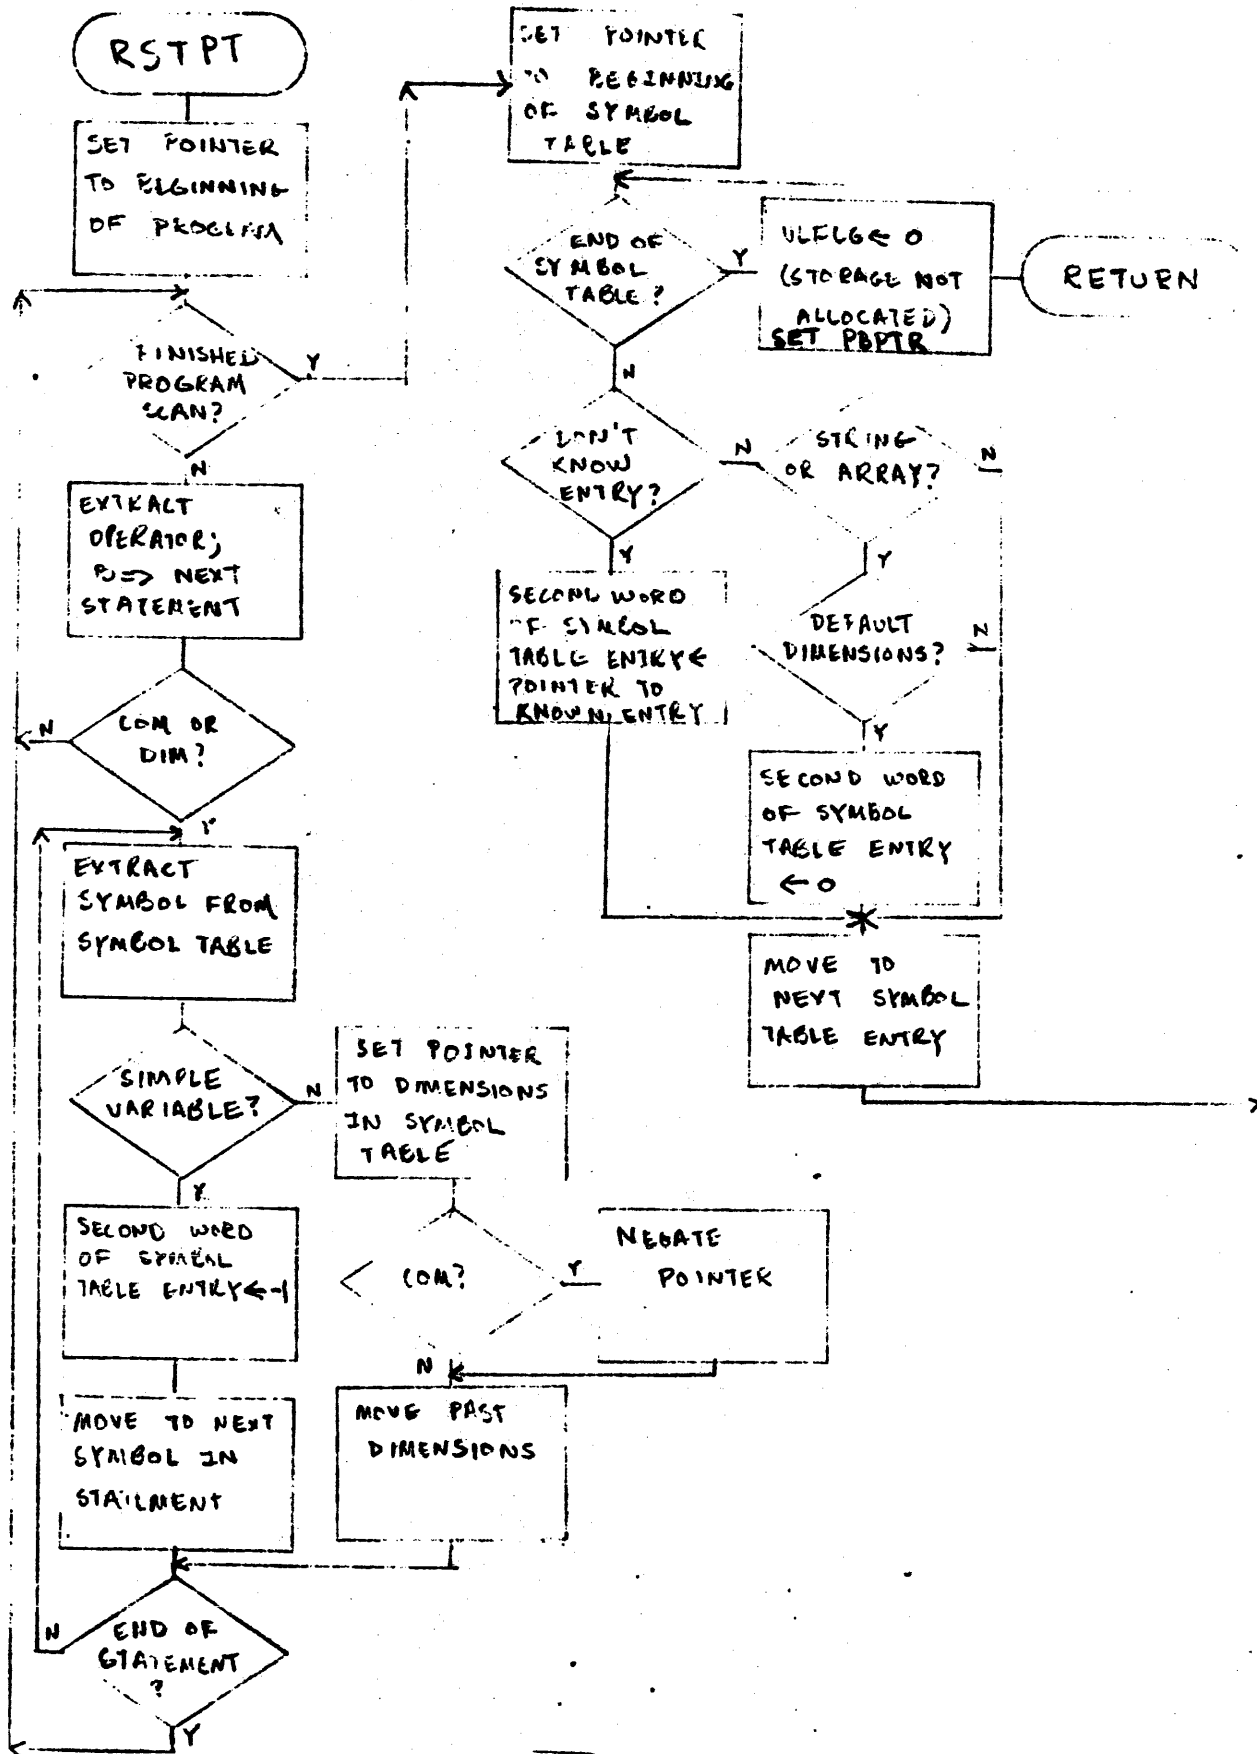 RSTPT
SET POINTER
TO BEGINNING
OF PROGRAM
FINISHED
PROGRAM
SCAN?
Y
N
EXTRACT
OPERATOR;
B=> NEXT
STATEMENT
COM OR
DIM?
N
Y
EXTRACT
SYMBOL FROM
SYMBOL TABLE
SIMPLE
VARIABLE?
N
Y
SECOND WORD
OF SYMBOL
TABLE ENTRY←-1
MOVE TO NEXT
SYMBOL IN
STATEMENT
END OF
STATEMENT
?
N
Y
SET POINTER
TO DIMENSIONS
IN SYMBOL
TABLE
COM?
Y
N
NEGATE
POINTER
MOVE PAST
DIMENSIONS
SET POINTER
TO BEGINNING
OF SYMBOL
TABLE
END OF
SYMBOL
TABLE?
Y
N
← 0
(STORAGE NOT
ALLOCATED)
SET PBPTR
RETURN
DON'T
KNOW
ENTRY?
N
Y
SECOND WORD
OF SYMBOL
TABLE ENTRY←
POINTER TO
KNOWN ENTRY
STRING
OR ARRAY?
N
Y
DEFAULT
DIMENSIONS?
N
Y
SECOND WORD
OF SYMBOL
TABLE ENTRY
←0
MOVE TO
NEXT SYMBOL
TABLE ENTRY